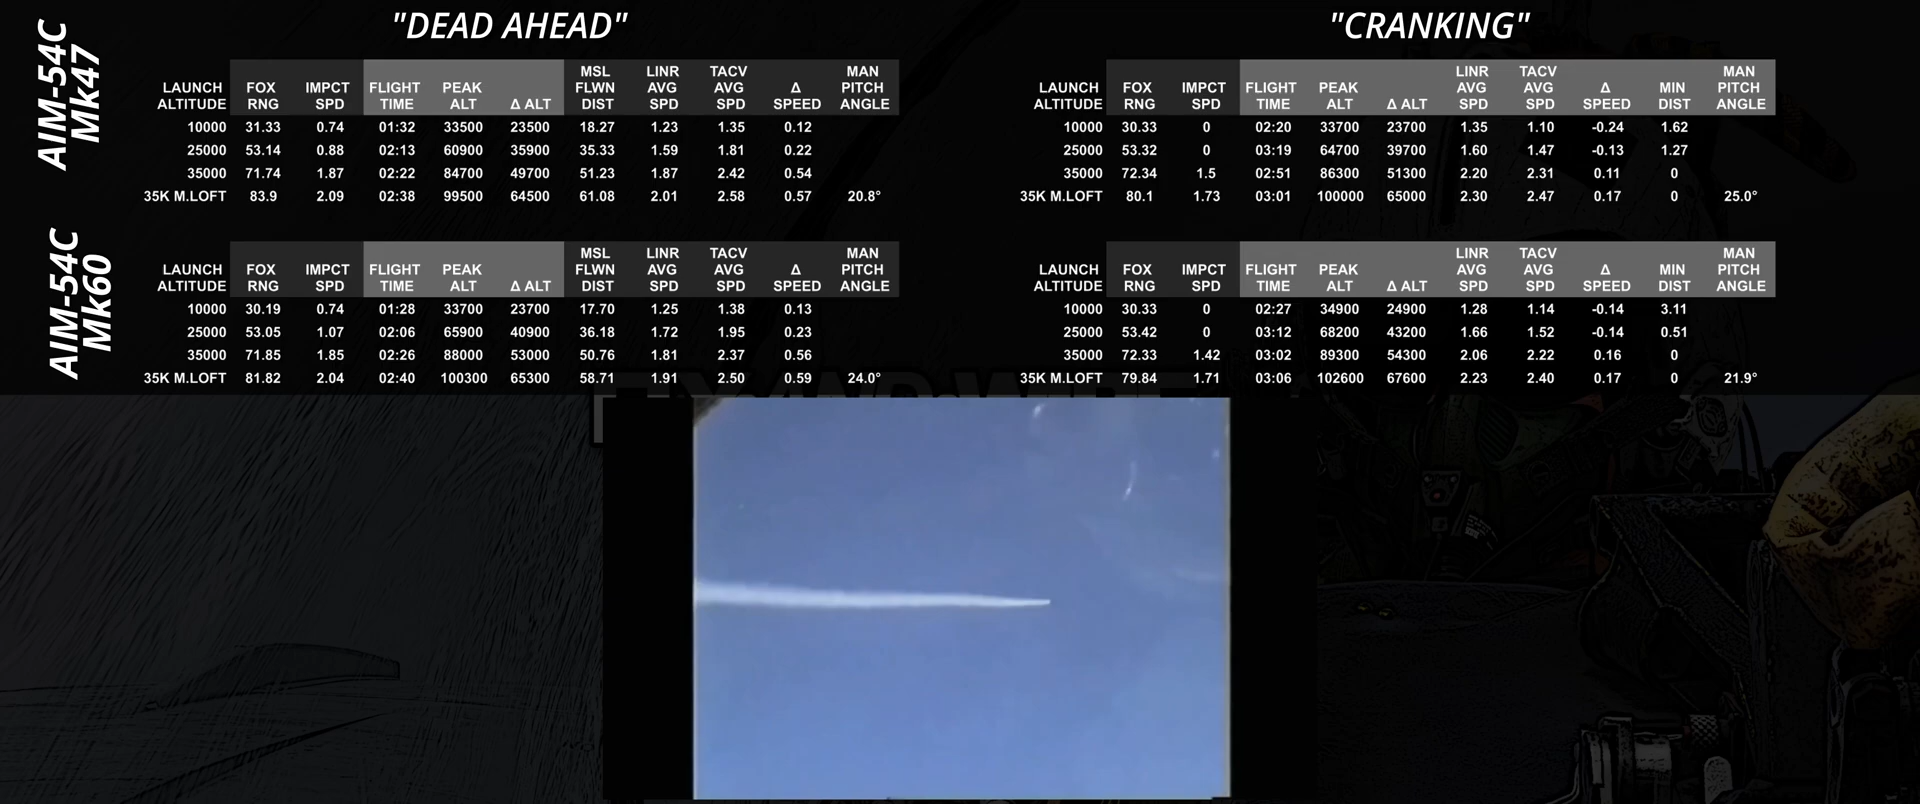 "DEAD AHEAD"
AIM-54C
Mk47
LAUNCH ALTITUDE FOX RNG IMPCT SPD FLIGHT TIME PEAK ALT Δ ALT MSL FLWN DIST LINR AVG SPD TACV AVG SPD Δ SPEED MAN PITCH ANGLE
10000 31.33 0.74 01:32 33500 23500 18.27 1.23 1.35 0.12
25000 53.14 0.88 02:13 60900 35900 35.33 1.59 1.81 0.22
35000 71.74 1.87 02:22 84700 49700 51.23 1.87 2.42 0.54
35K M.LOFT 83.9 2.09 02:38 99500 64500 61.08 2.01 2.58 0.57 20.8°
"CRANKING"
LAUNCH ALTITUDE FOX RNG IMPCT SPD FLIGHT TIME PEAK ALT Δ ALT LINR AVG SPD TACV AVG SPD Δ SPEED MIN DIST MAN PITCH ANGLE
10000 30.33 0 02:20 33700 23700 1.35 1.10 -0.24 1.62
25000 53.32 0 03:19 64700 39700 1.60 1.47 -0.13 1.27
35000 72.34 1.5 02:51 86300 51300 2.20 2.31 0.11 0
35K M.LOFT 80.1 1.73 03:01 100000 65000 2.30 2.47 0.17 0 25.0°
AIM-54C
Mk60
LAUNCH ALTITUDE FOX RNG IMPCT SPD FLIGHT TIME PEAK ALT Δ ALT MSL FLWN DIST LINR AVG SPD TACV AVG SPD Δ SPEED MAN PITCH ANGLE
10000 30.19 0.74 01:28 33700 23700 17.70 1.25 1.38 0.13
25000 53.05 1.07 02:06 65900 40900 36.18 1.72 1.95 0.23
35000 71.85 1.85 02:26 88000 53000 50.76 1.81 2.37 0.56
35K M.LOFT 81.82 2.04 02:40 100300 65300 58.71 1.91 2.50 0.59 24.0°
LAUNCH ALTITUDE FOX RNG IMPCT SPD FLIGHT TIME PEAK ALT Δ ALT LINR AVG SPD TACV AVG SPD Δ SPEED MIN DIST MAN PITCH ANGLE
10000 30.33 0 02:27 34900 24900 1.28 1.14 -0.14 3.11
25000 53.42 0 03:12 68200 43200 1.66 1.52 -0.14 0.51
35000 72.33 1.42 03:02 89300 54300 2.06 2.22 0.16 0
35K M.LOFT 79.84 1.71 03:06 102600 67600 2.23 2.40 0.17 0 21.9°